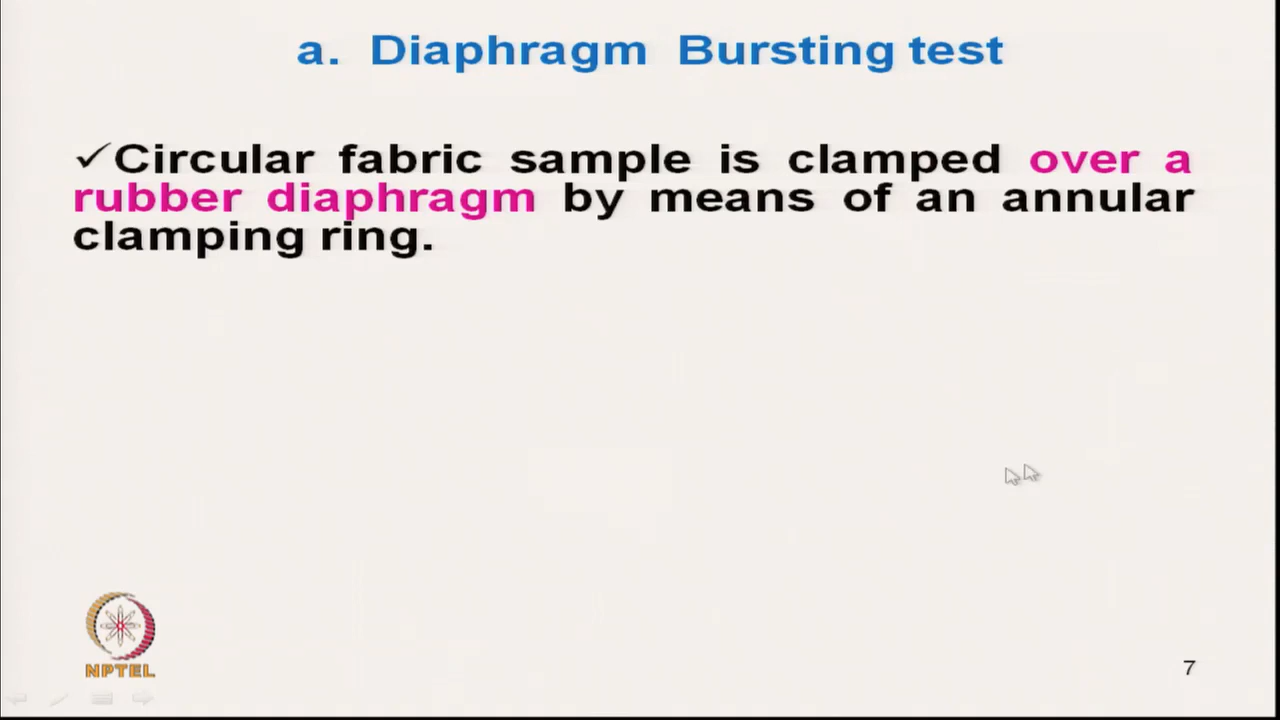 a. Diaphragm Bursting test
✓Circular fabric sample is clamped over a
rubber diaphragm by means of an annular
clamping ring.
NPTEL
7